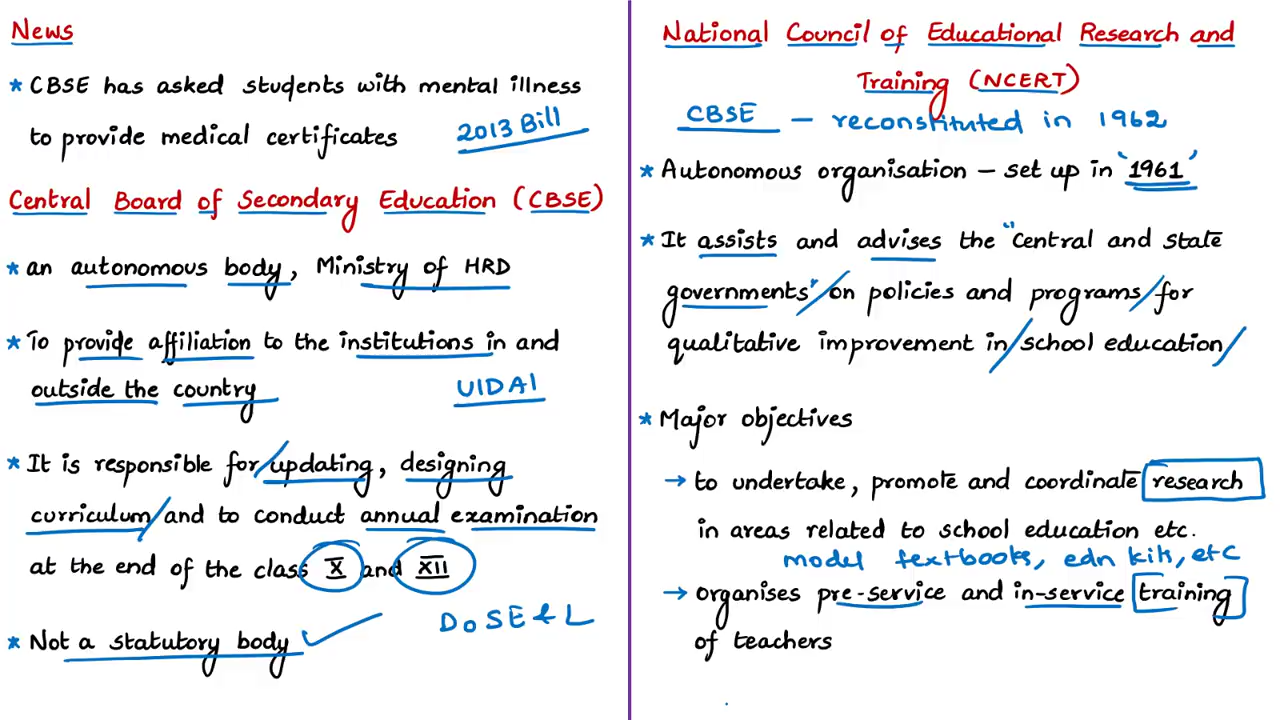 News
* CBSE has asked students with mental illness
to provide medical certificates
2013 Bill
Central Board of Secondary Education (CBSE)
* an autonomous body, Ministry of HRD
* To provide affiliation to the institutions in and
outside the country
UIDAI
* It is responsible for updating, designing
curriculum and to conduct annual examination
at the end of the class X and XII
DoSE & L
* Not a statutory body
National Council of Educational Research and
Training (NCERT)
CBSE – reconstituted in 1962
* Autonomous organisation – set up in '1961'
* It assists and advises the "Central and state
governments" on policies and programs for
qualitative improvement in school education
* Major objectives
→ to undertake, promote and coordinate research
in areas related to school education etc.
model textbooks, edn kik, etc
→ organises pre-service and in-service training
of teachers